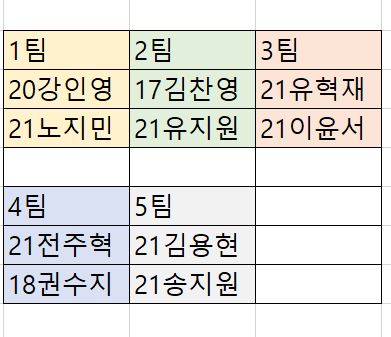 1팀 2팀 3팀
20강인영 17김찬영 21유혁재
21노지민 21유지원 21이윤서
4팀 5팀
21전주혁 21김용현
18권수지 21송지원